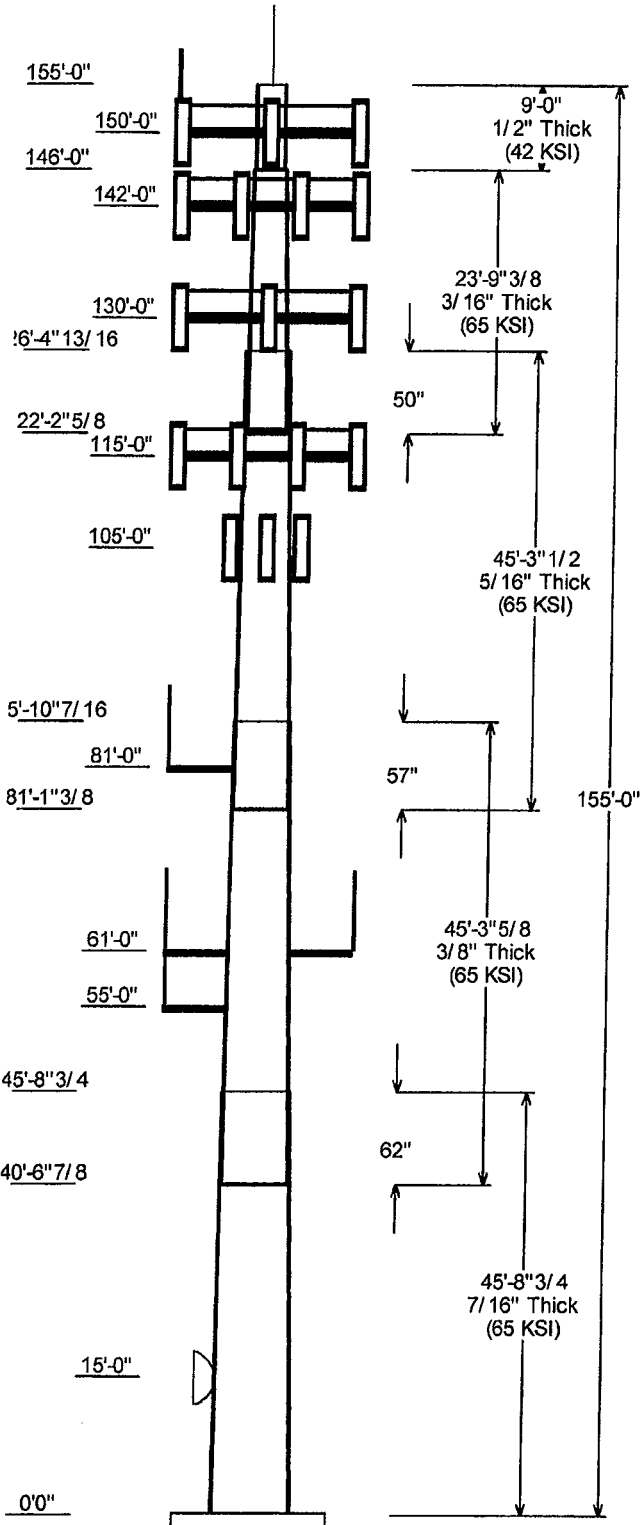 155'-0"
9'-0"
1/2" Thick
(42 KSI)
150'-0"
146'-0"
142'-0"
23'-9"3/8
3/16" Thick
(65 KSI)
130'-0"
26'-4"13/16
50"
22'-2"5/8
115'-0"
105'-0"
45'-3"1/2
5/16" Thick
(65 KSI)
5'-10"7/16
81'-0"
57"
155'-0"
81'-1"3/8
61'-0"
45'-3"5/8
3/8" Thick
(65 KSI)
55'-0"
45'-8"3/4
62"
40'-6"7/8
45'-8"3/4
7/16" Thick
(65 KSI)
15'-0"
0'0"